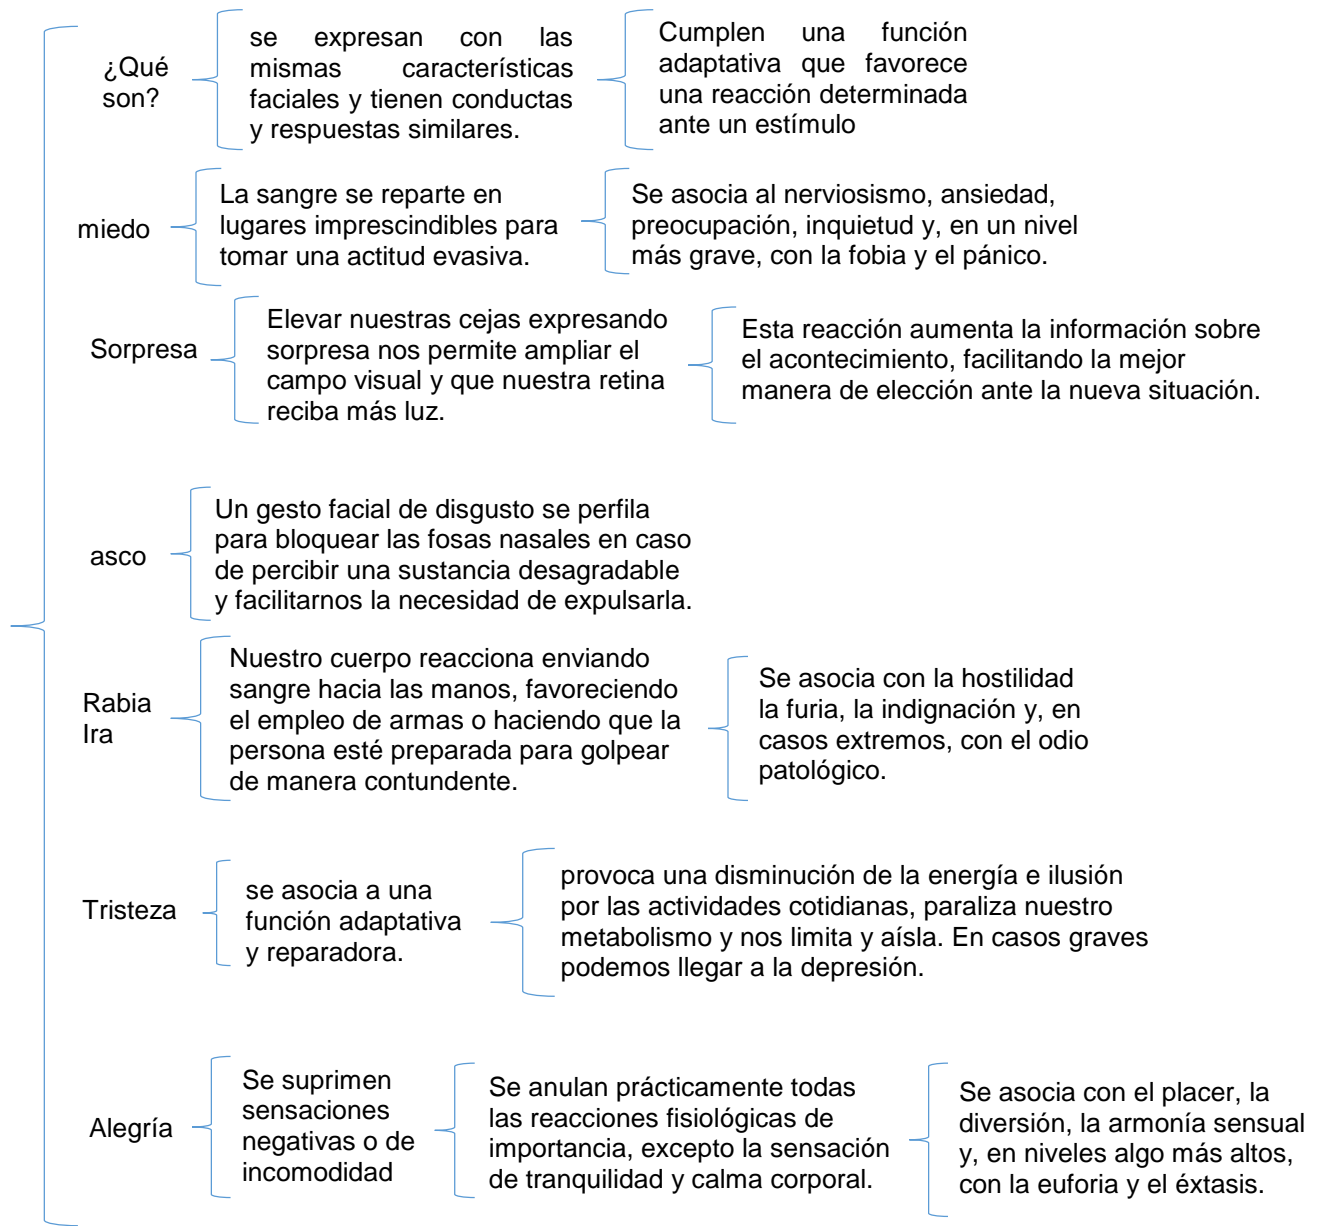 ¿Qué
son?
se expresan con las
mismas características
faciales y tienen conductas
y respuestas similares.
Cumplen una función
adaptativa que favorece
una reacción determinada
ante un estímulo
miedo
La sangre se reparte en
lugares imprescindibles para
tomar una actitud evasiva.
Se asocia al nerviosismo, ansiedad,
preocupación, inquietud y, en un nivel
más grave, con la fobia y el pánico.
Sorpresa
Elevar nuestras cejas expresando
sorpresa nos permite ampliar el
campo visual y que nuestra retina
reciba más luz.
Esta reacción aumenta la información sobre
el acontecimiento, facilitando la mejor
manera de elección ante la nueva situación.
asco
Un gesto facial de disgusto se perfila
para bloquear las fosas nasales en caso
de percibir una sustancia desagradable
y facilitarnos la necesidad de expulsarla.
Rabia
Ira
Nuestro cuerpo reacciona enviando
sangre hacia las manos, favoreciendo
el empleo de armas o haciendo que la
persona esté preparada para golpear
de manera contundente.
Se asocia con la hostilidad
la furia, la indignación y, en
casos extremos, con el odio
patológico.
Tristeza
se asocia a una
función adaptativa
y reparadora.
provoca una disminución de la energía e ilusión
por las actividades cotidianas, paraliza nuestro
metabolismo y nos limita y aísla. En casos graves
podemos llegar a la depresión.
Alegría
Se suprimen
sensaciones
negativas o de
incomodidad
Se anulan prácticamente todas
las reacciones fisiológicas de
importancia, excepto la sensación
de tranquilidad y calma corporal.
Se asocia con el placer, la
diversión, la armonía sensual
y, en niveles algo más altos,
con la euforia y el éxtasis.